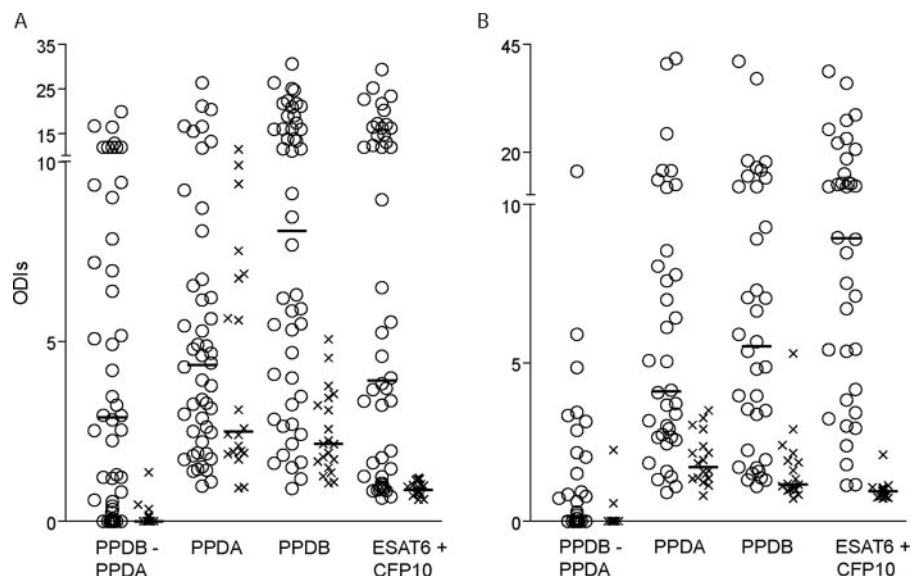 A
B
35
25
15
10
5
0
ODIs
45
20
10
5
0
PPDB - PPDA PPDB ESAT6 +
PPDA CFP10
PPDB - PPDA PPDB ESAT6 +
PPDA CFP10